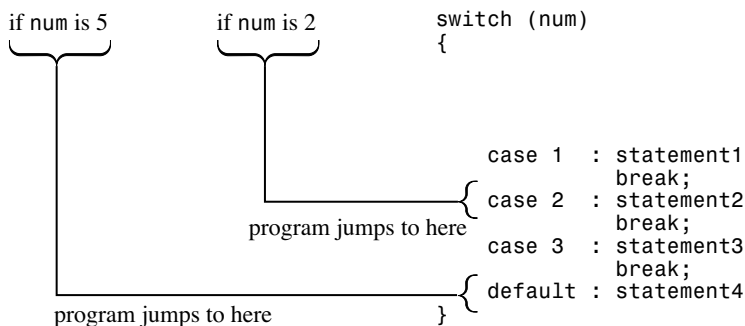 if num is 5
if num is 2
switch (num)
{
case 1 : statement1
break;
case 2 : statement2
break;
program jumps to here
case 3 : statement3
break;
default : statement4
program jumps to here
}